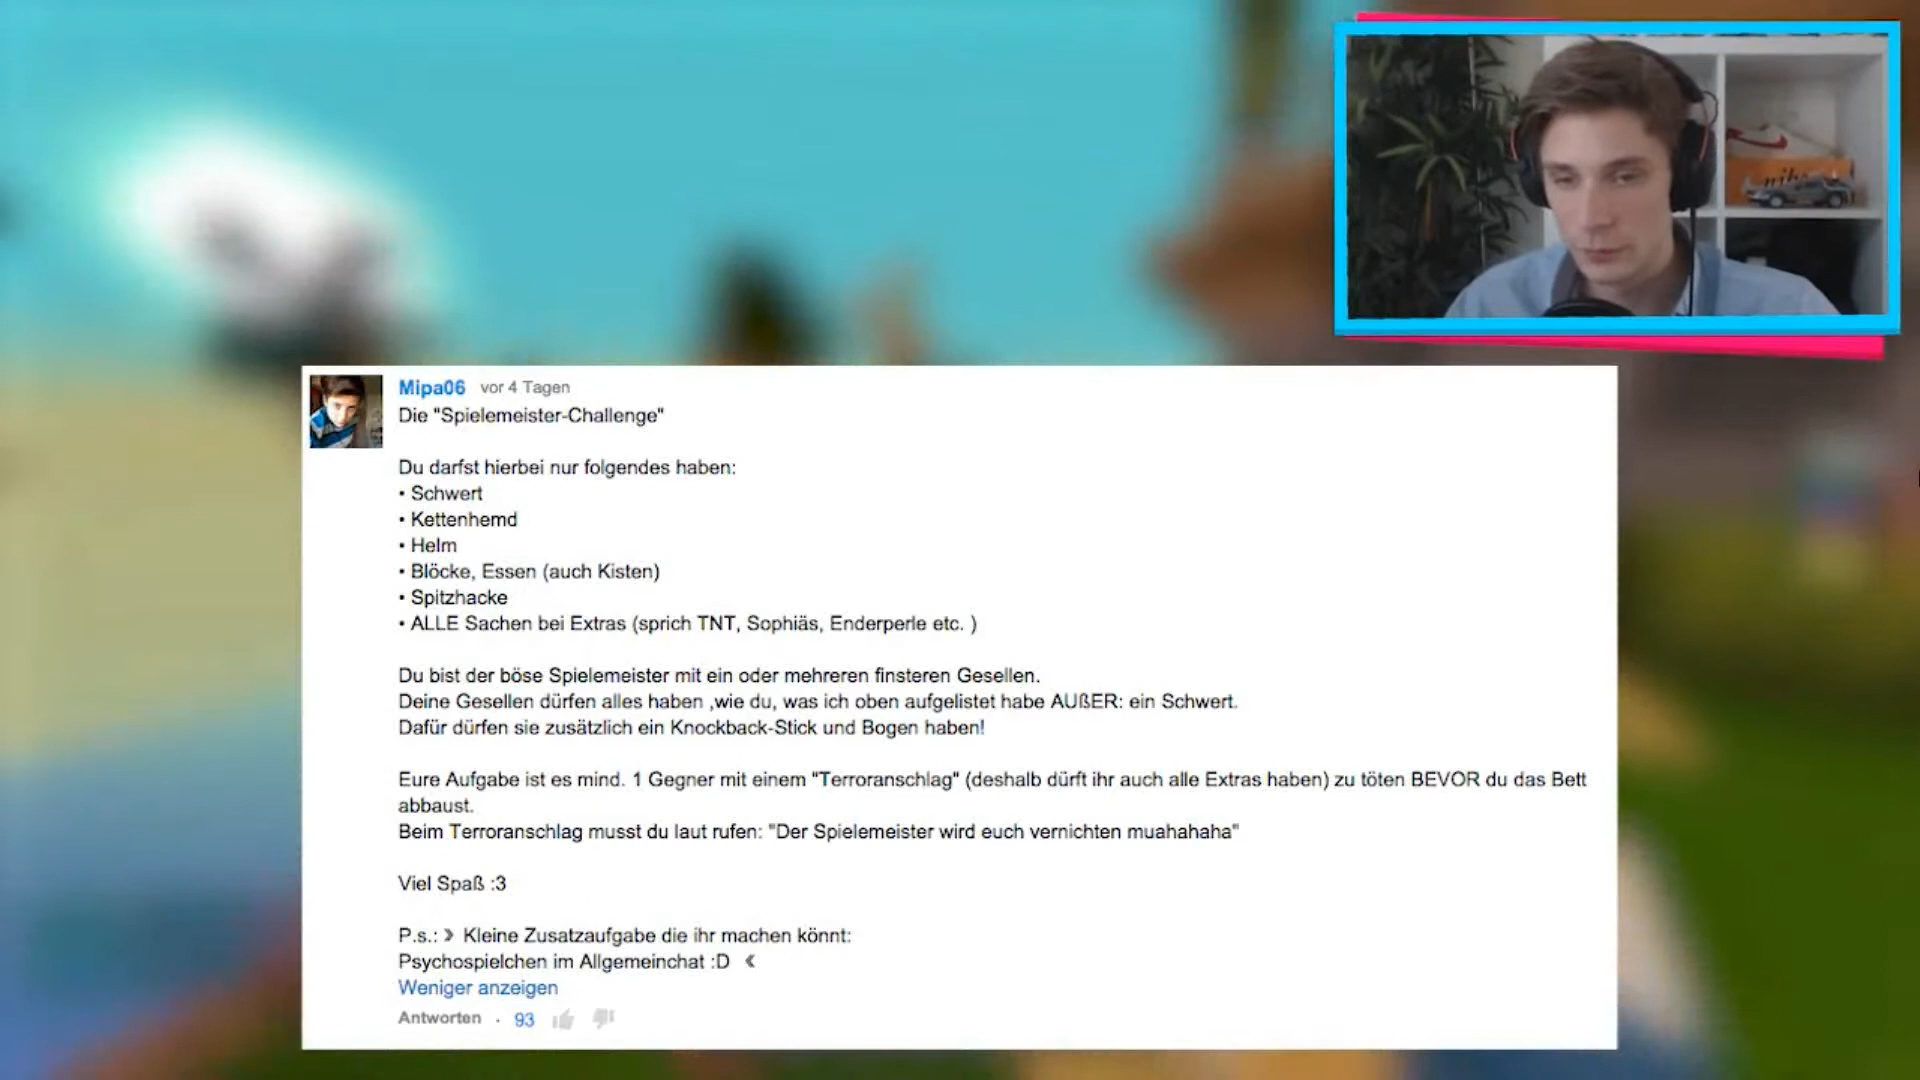 Mipa06 vor 4 Tagen
Die "Spielemeister-Challenge"
Du darfst hierbei nur folgendes haben:
• Schwert
• Kettenhemd
• Helm
• Blöcke, Essen (auch Kisten)
• Spitzhacke
• ALLE Sachen bei Extras (sprich TNT, Sophiäs, Enderperle etc. )
Du bist der böse Spielemeister mit ein oder mehreren finsteren Gesellen.
Deine Gesellen dürfen alles haben ,wie du, was ich oben aufgelistet habe AUßER: ein Schwert.
Dafür dürfen sie zusätzlich ein Knockback-Stick und Bogen haben!
Eure Aufgabe ist es mind. 1 Gegner mit einem "Terroranschlag" (deshalb dürft ihr auch alle Extras haben) zu töten BEVOR du das Bett
abbaust.
Beim Terroranschlag musst du laut rufen: "Der Spielemeister wird euch vernichten muahahaha"
Viel Spaß :3
P.s.: 》 Kleine Zusatzaufgabe die ihr machen könnt:
Psychospielchen im Allgemeinchat :D 《
Weniger anzeigen
Antworten · 93